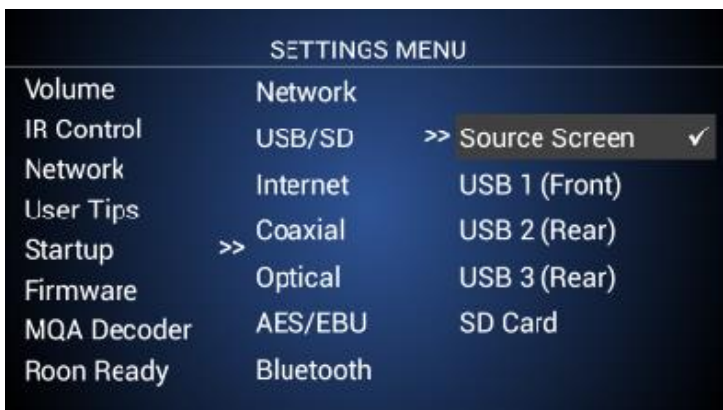 SETTINGS MENU
Volume
IR Control
Network
User Tips
Startup >>
Firmware
MQA Decoder
Roon Ready
Network
USB/SD >>
Internet
Coaxial
Optical
AES/EBU
Bluetooth
Source Screen ✓
USB 1 (Front)
USB 2 (Rear)
USB 3 (Rear)
SD Card